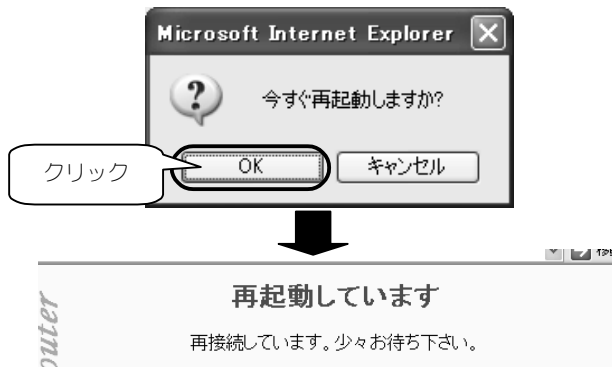 Microsoft Internet Explorer
今すぐ再起動しますか?
クリック
OK
キャンセル
再起動しています
再接続しています。少々お待ち下さい。